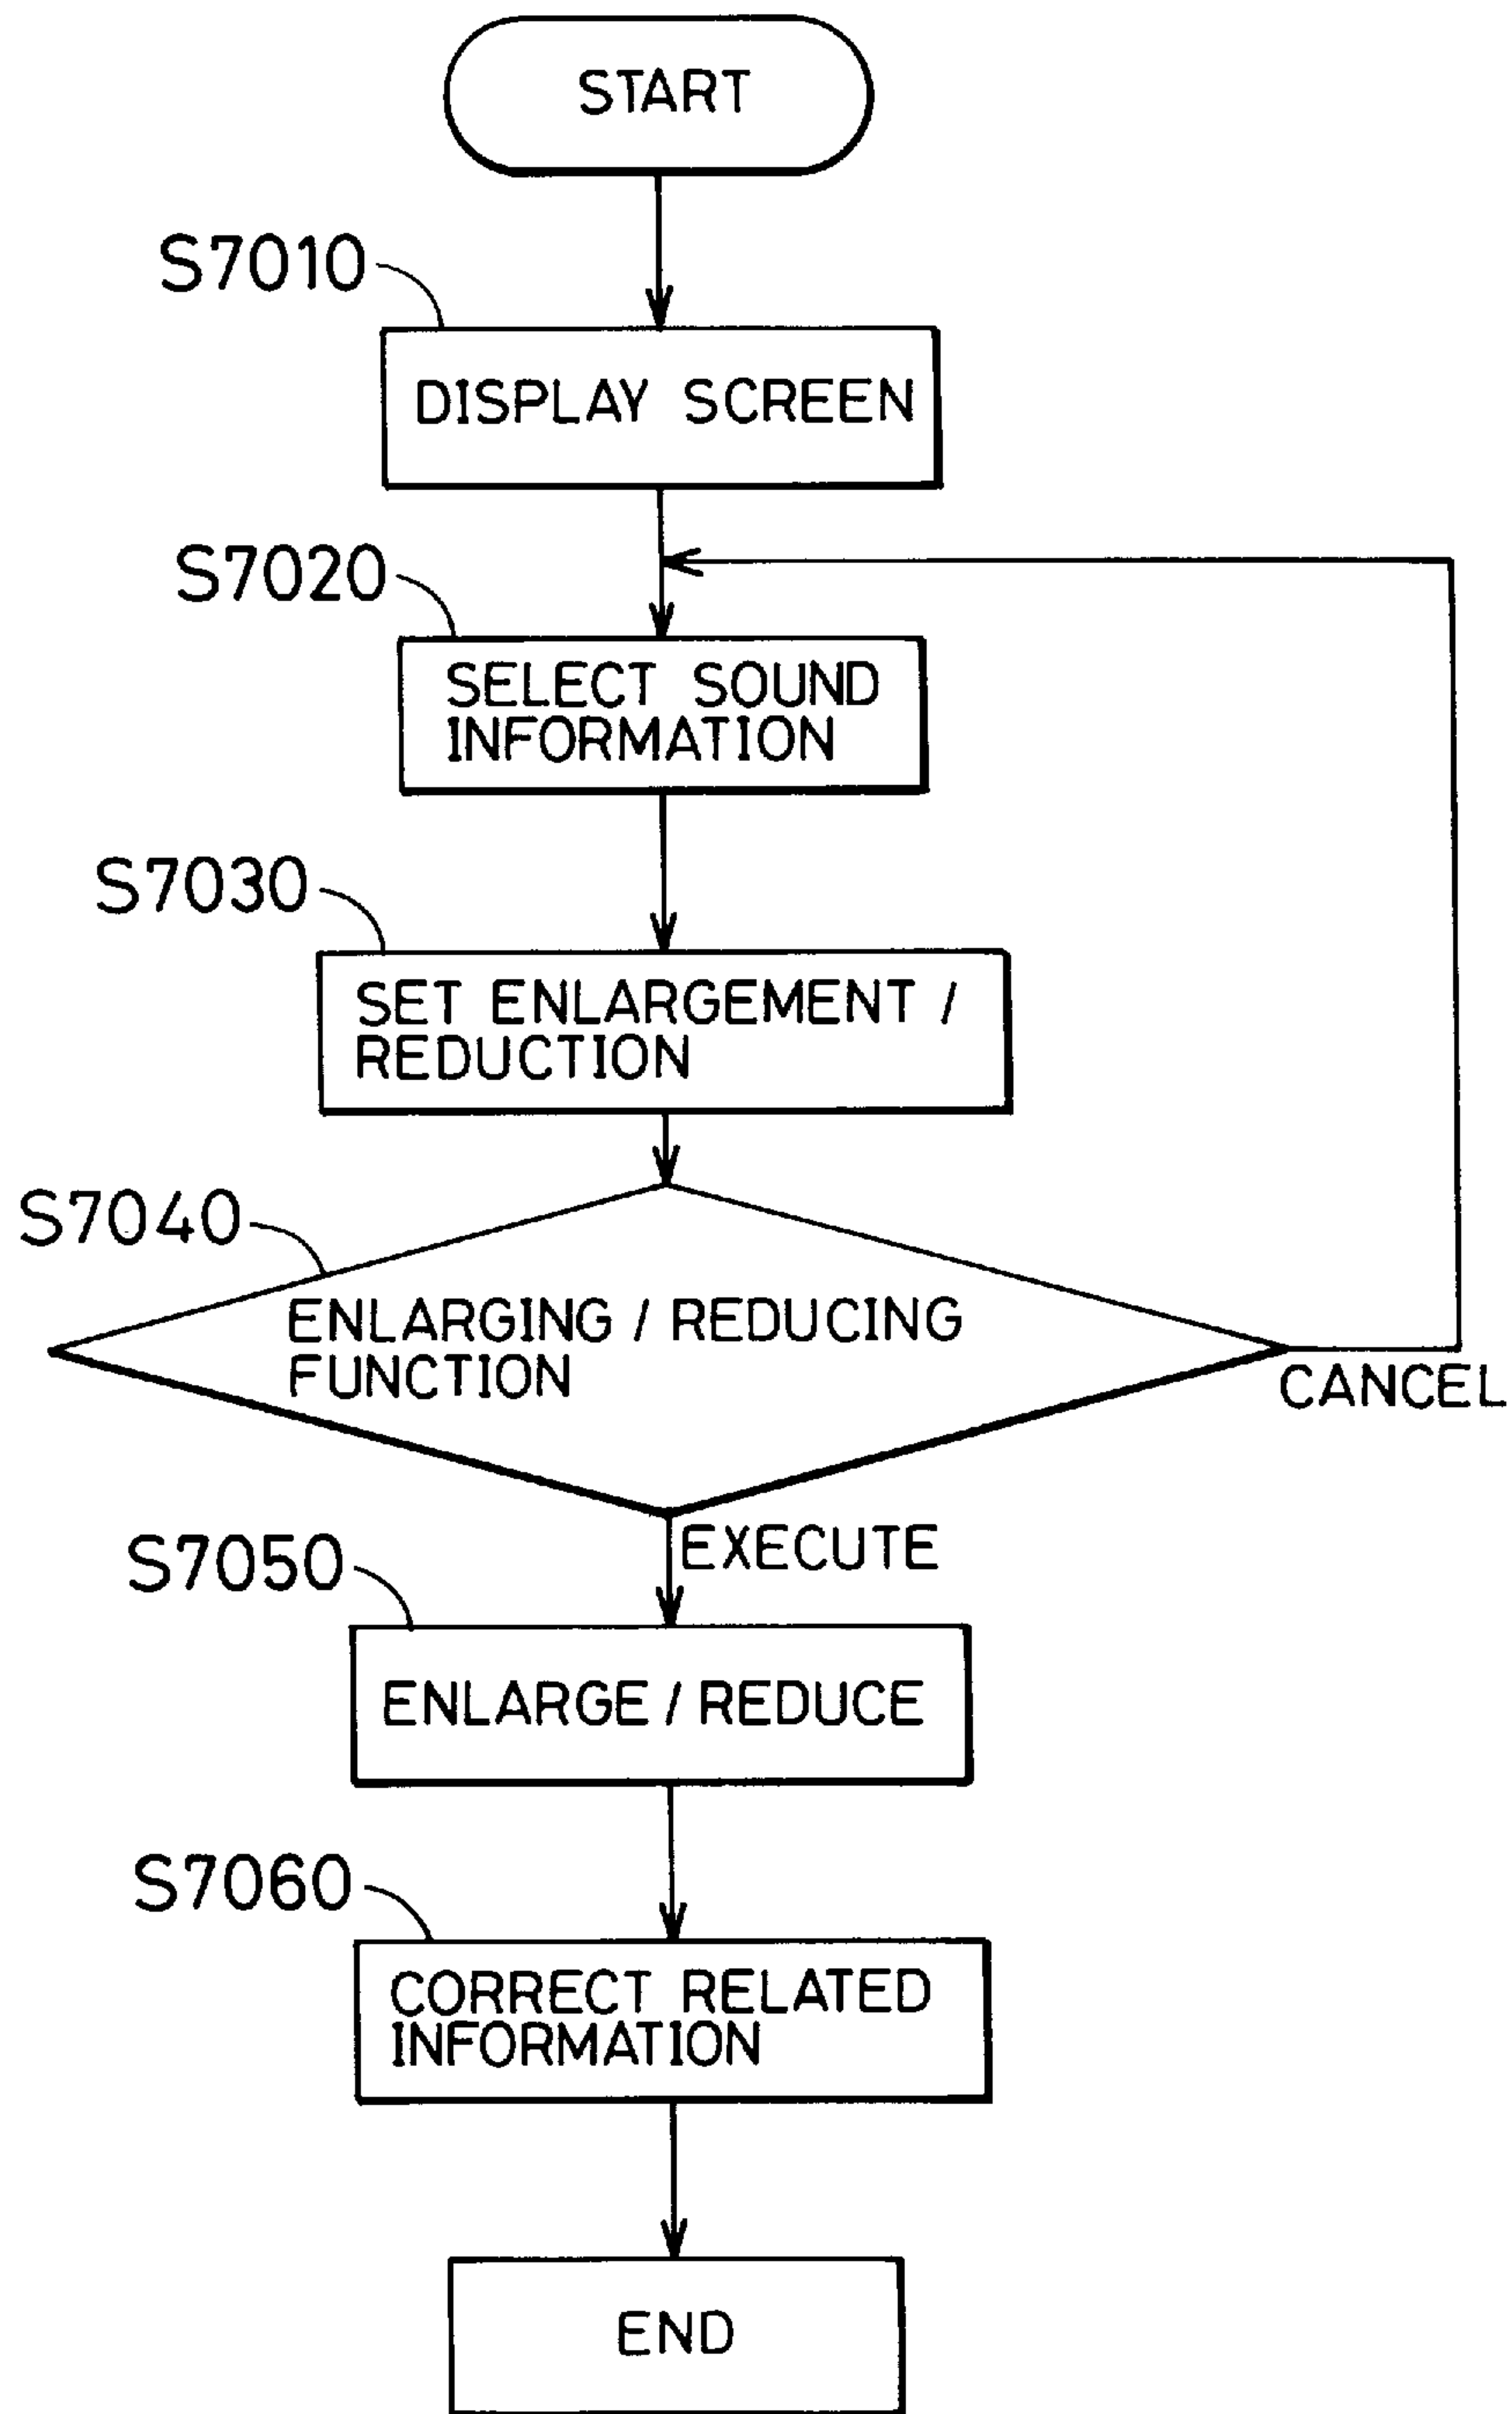 START
S7010
DISPLAY SCREEN
S7020
SELECT SOUND
INFORMATION
S7030
SET ENLARGEMENT /
REDUCTION
S7040
ENLARGING / REDUCING
FUNCTION
CANCEL
EXECUTE
S7050
ENLARGE / REDUCE
S7060
CORRECT RELATED
INFORMATION
END